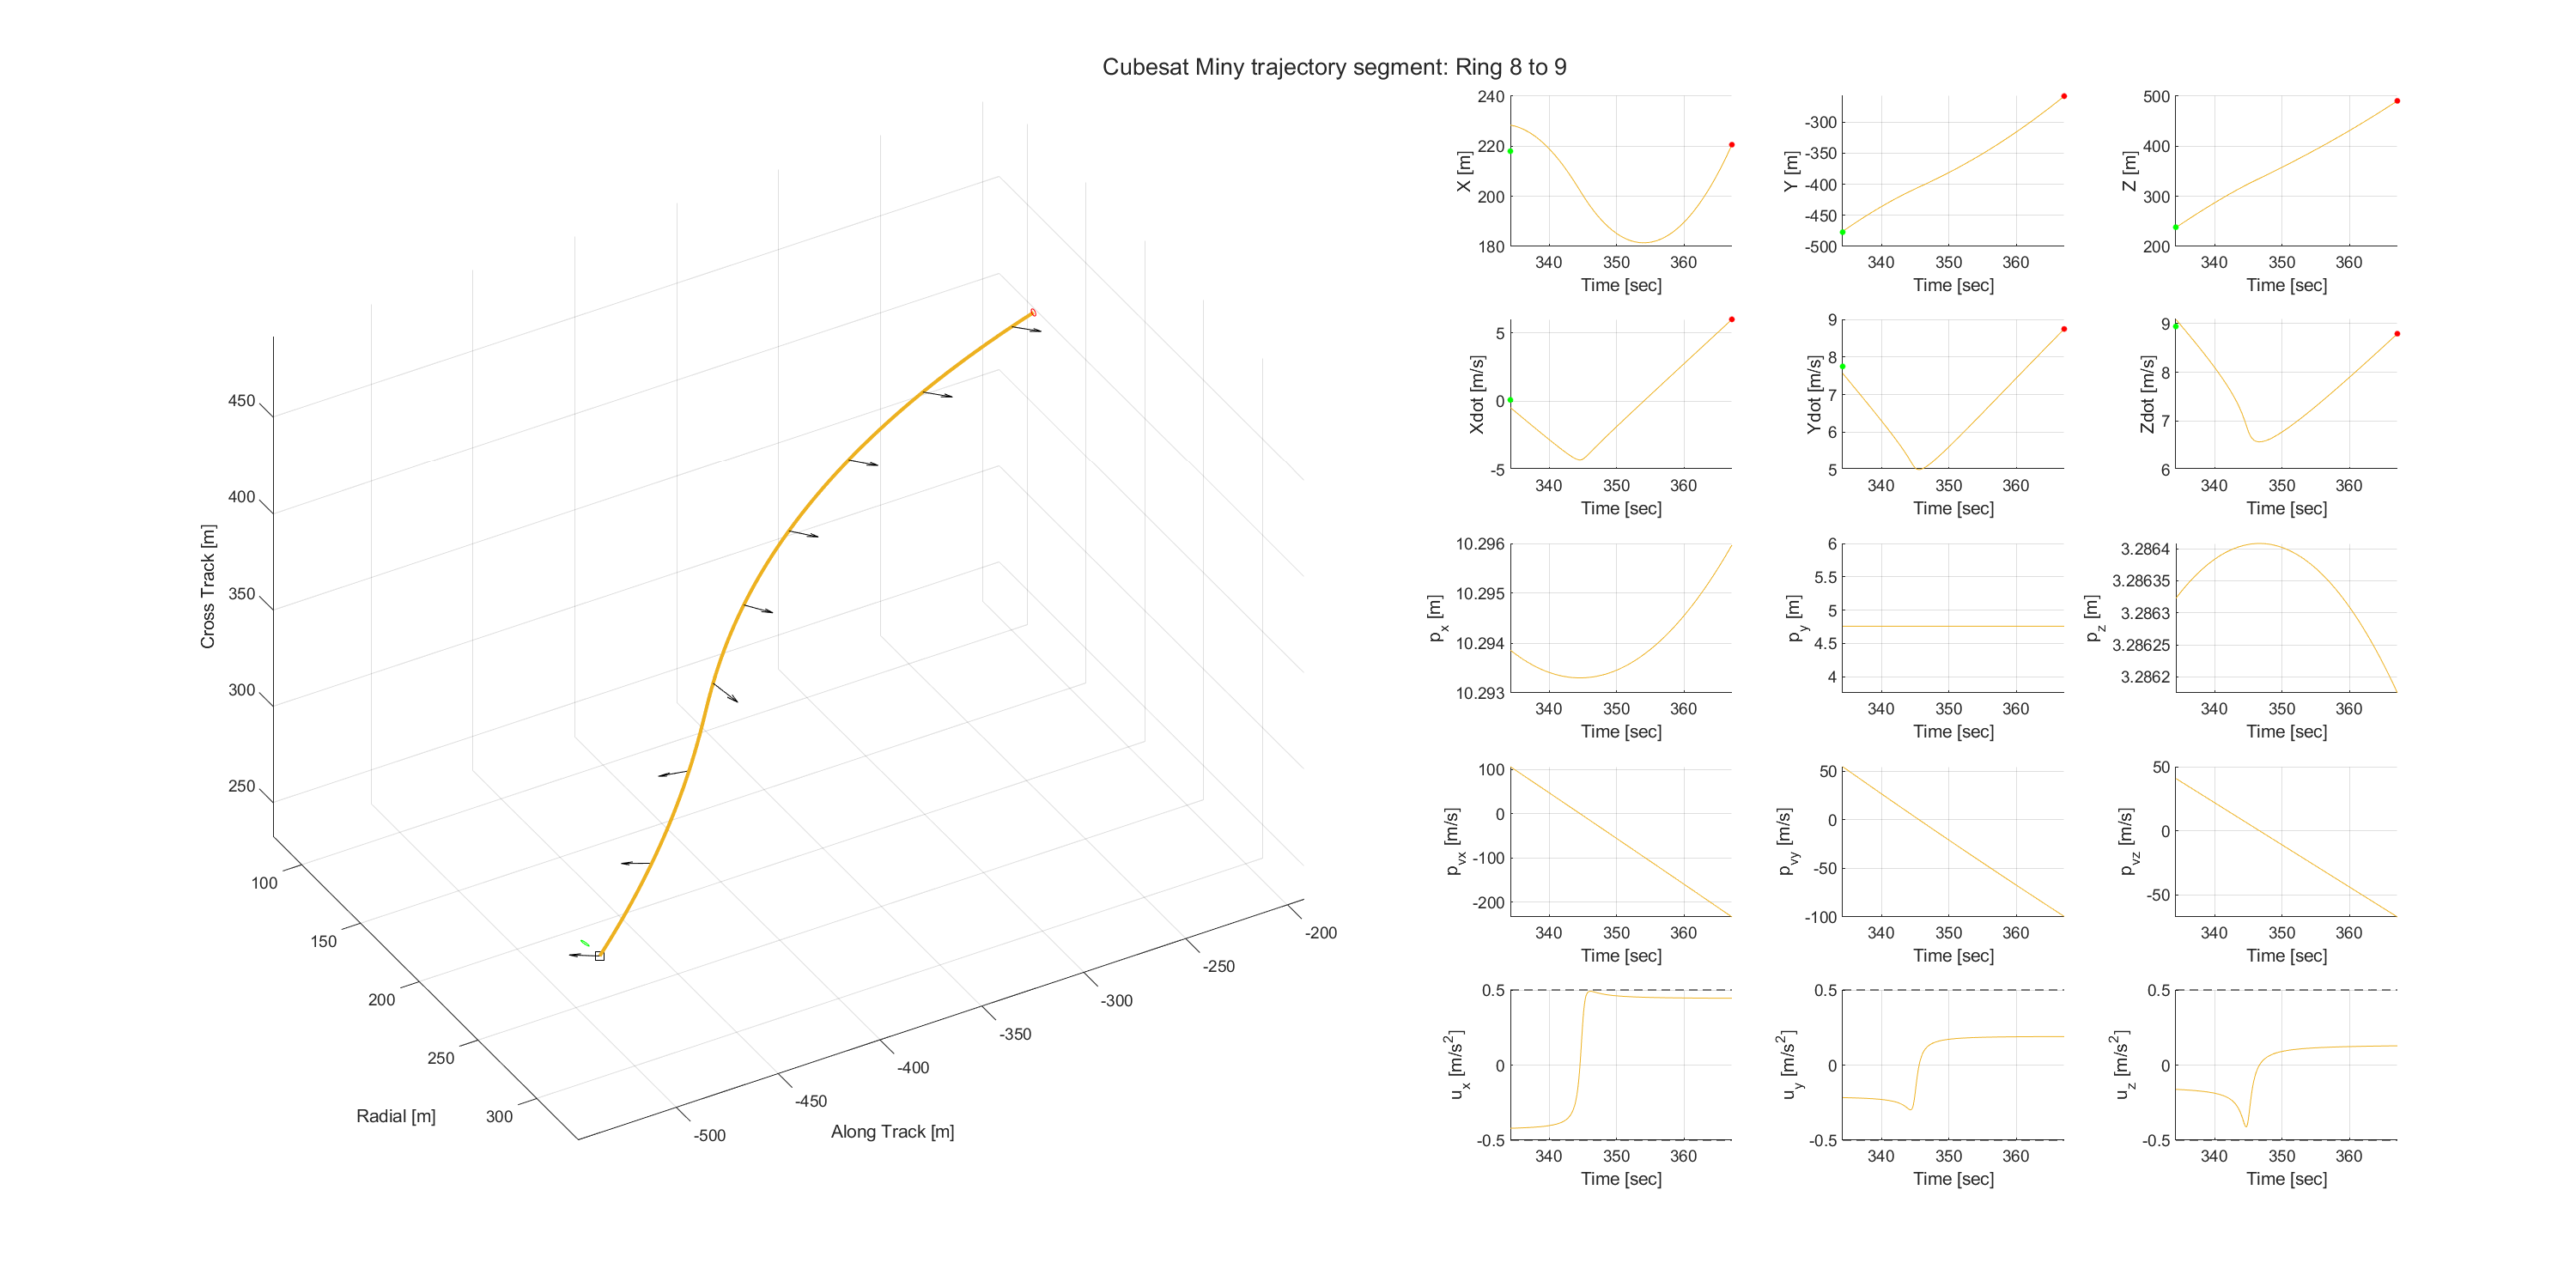 Cubesat Miny trajectory segment: Ring 8 to 9
Cross Track [m]
450
400
350
300
250
Radial [m]
100
150
200
250
300
Along Track [m]
-500
-450
-400
-350
-300
-250
-200
X [m]
240
220
200
180
340 350 360
Time [sec]
Y [m]
-300
-350
-400
-450
-500
340 350 360
Time [sec]
Z [m]
500
400
300
200
340 350 360
Time [sec]
Xdot [m/s]
5
0
-5
340 350 360
Time [sec]
Ydot [m/s]
9
8
7
6
5
340 350 360
Time [sec]
Zdot [m/s]
9
8
7
6
340 350 360
Time [sec]
p_x [m]
10.296
10.295
10.294
10.293
340 350 360
Time [sec]
p_y [m]
6
5.5
5
4.5
4
340 350 360
Time [sec]
p_z [m]
3.2864
3.28635
3.2863
3.28625
3.2862
340 350 360
Time [sec]
p_vx [m/s]
100
0
-100
-200
340 350 360
Time [sec]
p_vy [m/s]
50
0
-50
-100
340 350 360
Time [sec]
p_vz [m/s]
50
0
-50
340 350 360
Time [sec]
u_x [m/s²]
0.5
0
-0.5
340 350 360
Time [sec]
u_y [m/s²]
0.5
0
-0.5
340 350 360
Time [sec]
u_z [m/s²]
0.5
0
-0.5
340 350 360
Time [sec]